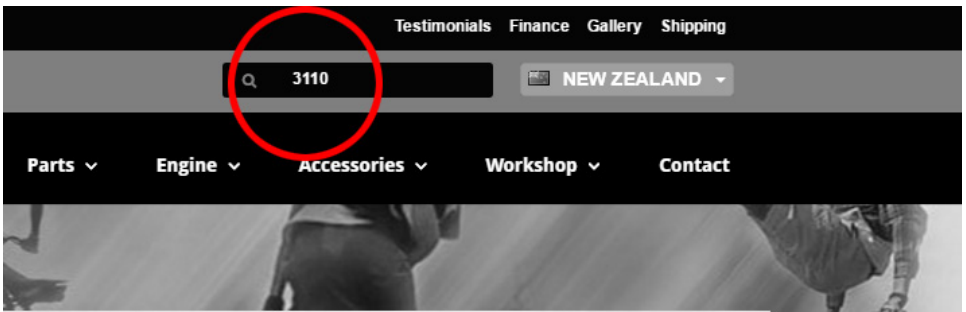 Testimonials Finance Gallery Shipping
3110 NEW ZEALAND
Parts Engine Accessories Workshop Contact